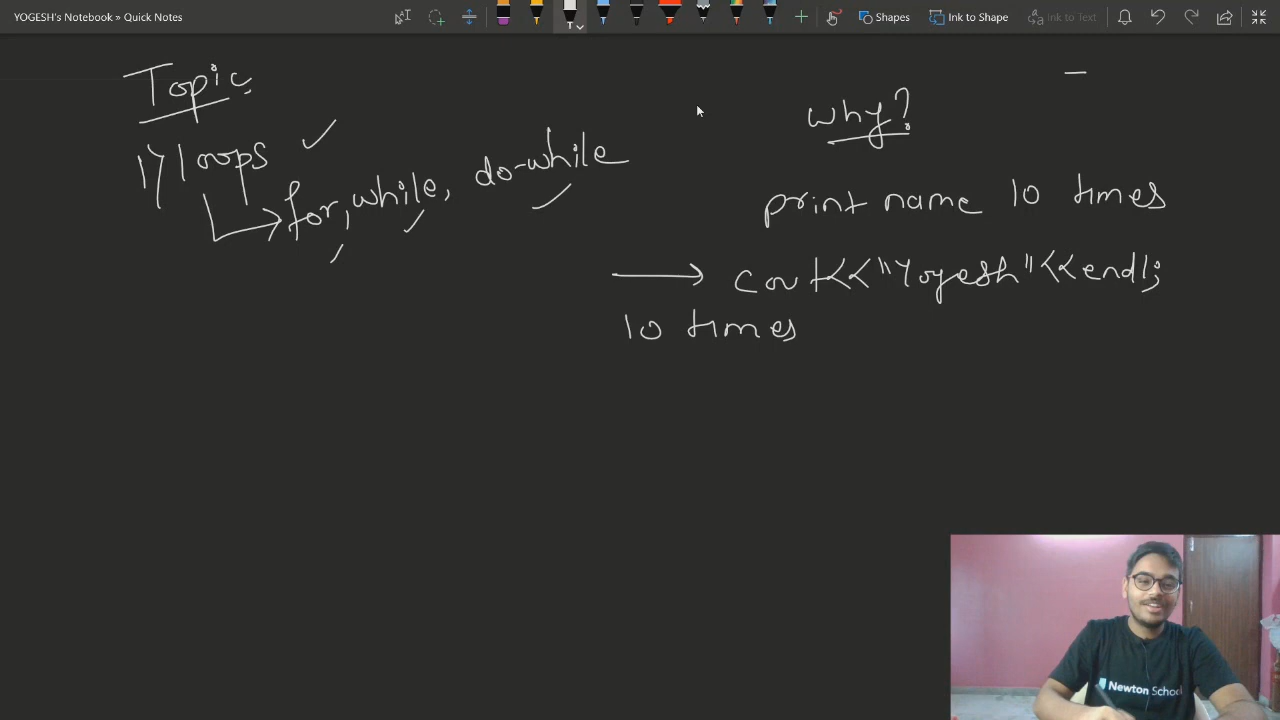 YOGESH's Notebook » Quick Notes
Shapes
Ink to Shape
Ink to Text
Topic
1) loops ✓
for, while, do-while
why?
print name 10 times
→ cout<<"Yogesh"<<endl;
10 times
Newton School